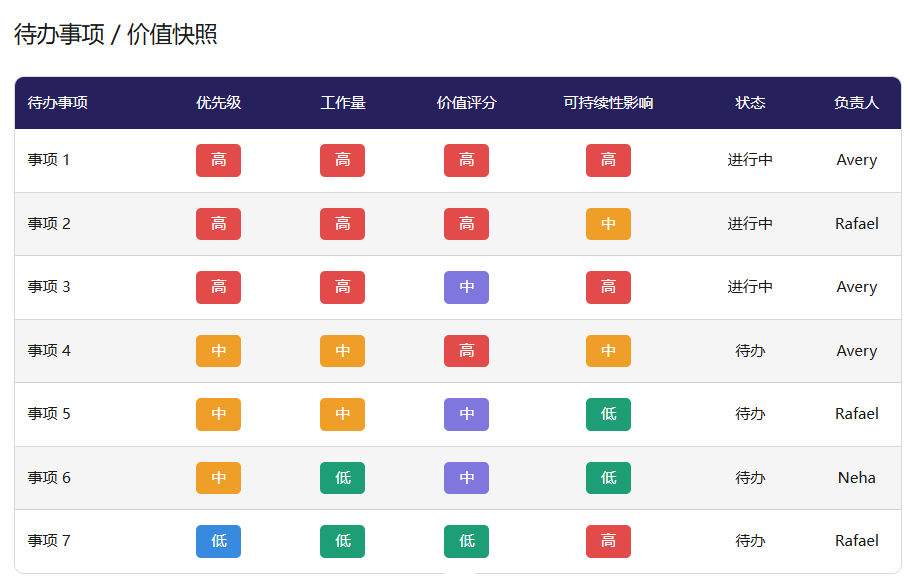 待办事项 / 价值快照
待办事项 优先级 工作量 价值评分 可持续性影响 状态 负责人
事项 1 高 高 高 高 进行中 Avery
事项 2 高 高 高 中 进行中 Rafael
事项 3 高 高 中 高 进行中 Avery
事项 4 中 中 高 中 待办 Avery
事项 5 中 中 中 低 待办 Rafael
事项 6 中 低 中 低 待办 Neha
事项 7 低 低 低 高 待办 Rafael